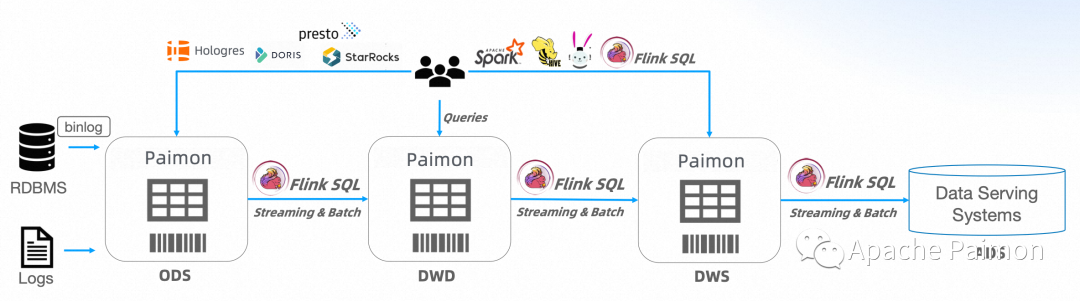 presto
Hologres
DORIS
StarRocks
APACHE
Spark
HIVE
Flink SQL
Queries
binlog
RDBMS
Logs
Paimon
ODS
Flink SQL
Streaming & Batch
Paimon
DWD
Flink SQL
Streaming & Batch
Paimon
DWS
Flink SQL
Streaming & Batch
Data Serving
Systems
Apache Paimon